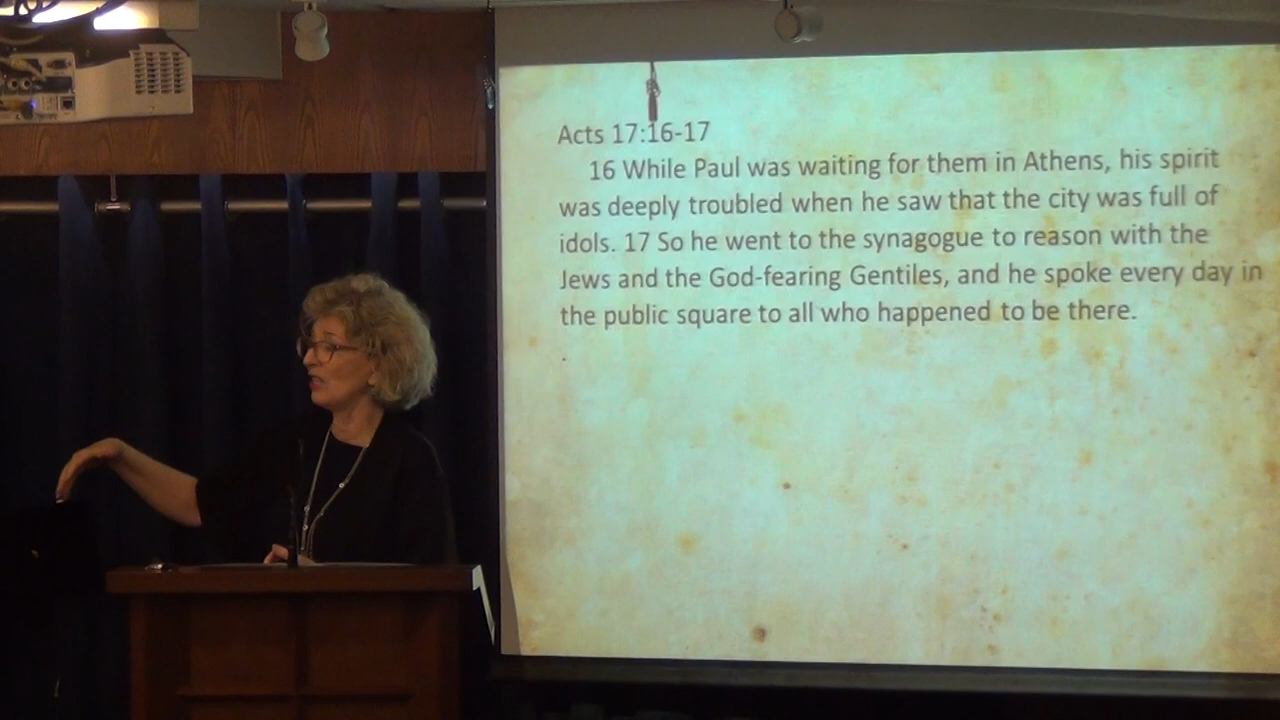 Acts 17:16-17
16 While Paul was waiting for them in Athens, his spirit
was deeply troubled when he saw that the city was full of
idols. 17 So he went to the synagogue to reason with the
Jews and the God-fearing Gentiles, and he spoke every day in
the public square to all who happened to be there.